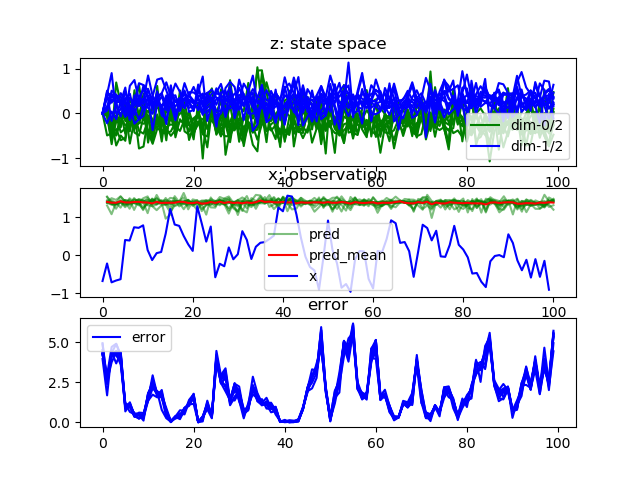 z: state space
1
0
−1
dim-0/2
dim-1/2
0 20 40 60 80 100
x: observation
1
0
−1
pred
pred_mean
x
0 20 40 60 80 100
error
5.0
2.5
0.0
error
0 20 40 60 80 100